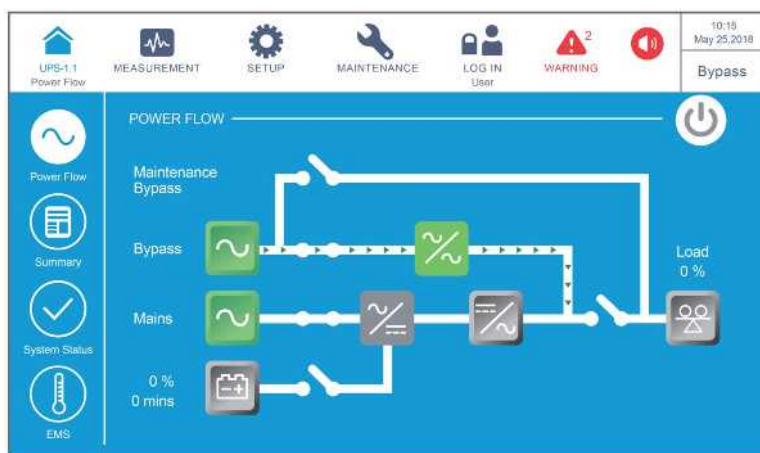 UPS-1.1
Power Flow
MEASUREMENT
SETUP
MAINTENANCE
LOG IN
User
2
WARNING
10:15
May 25,2018
Bypass
Power Flow
Summary
System Status
EMS
POWER FLOW
Maintenance
Bypass
Bypass
Mains
0 %
0 mins
Load
0 %